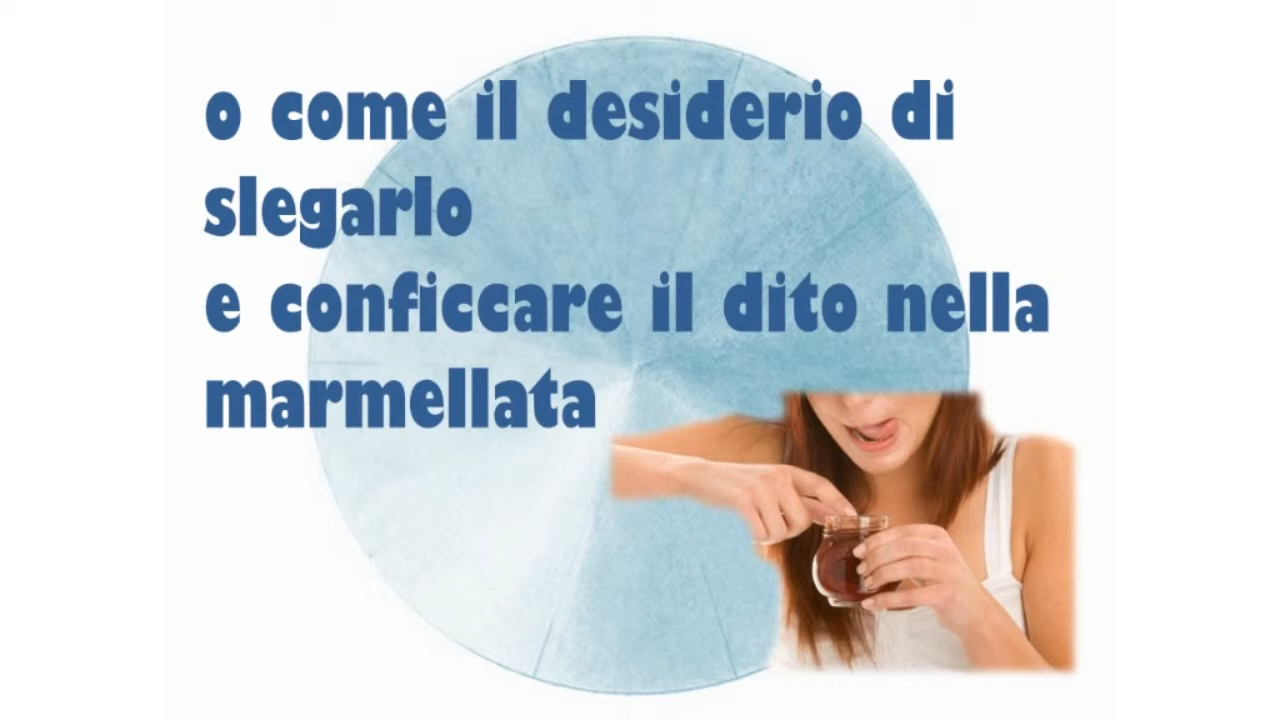 o come il desiderio di
slegarlo
e conficcare il dito nella
marmellata